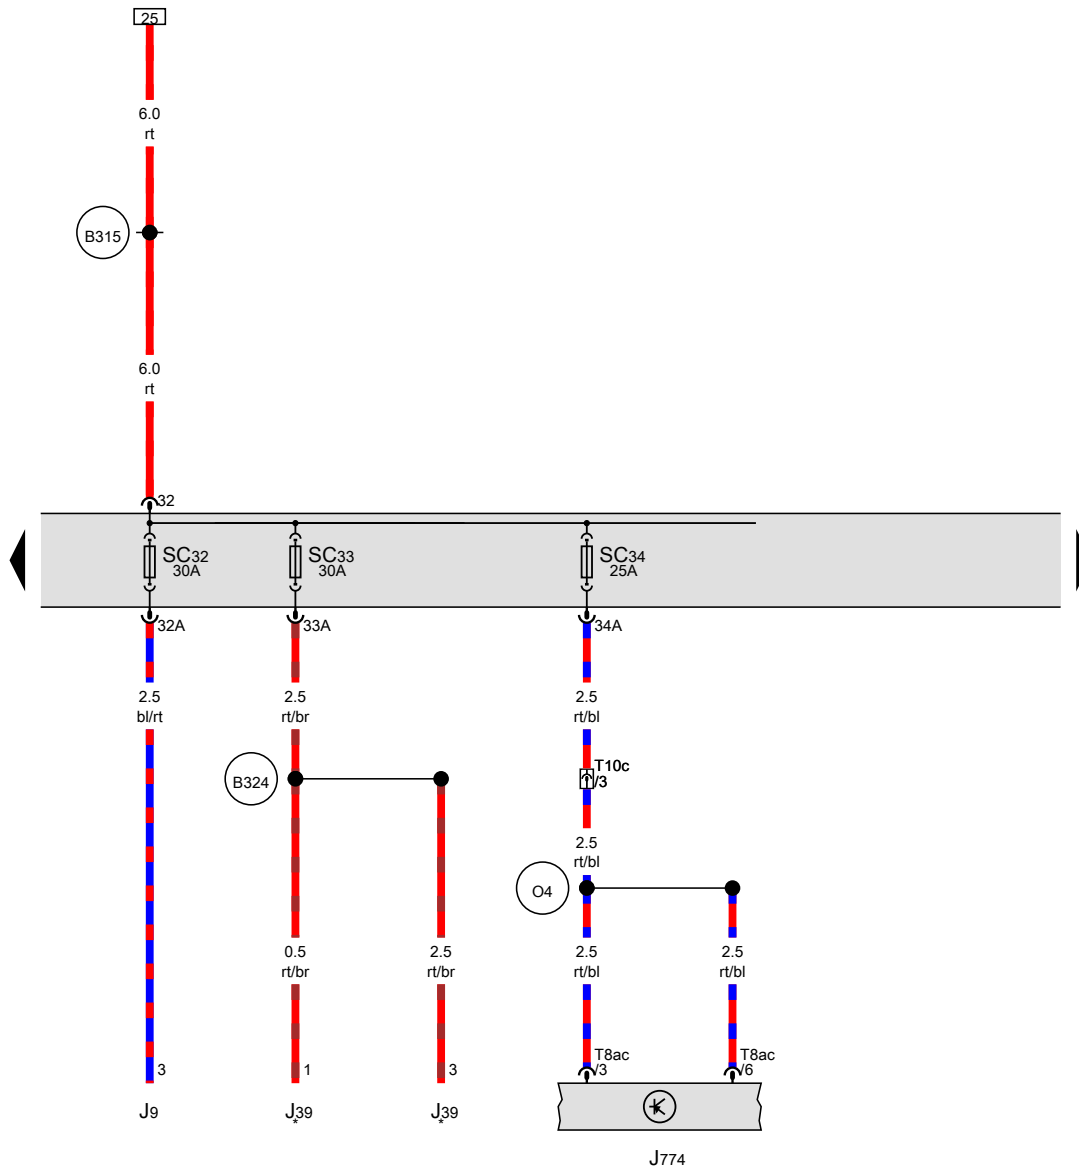 25
6.0
rt
B315
6.0
rt
32
SC32
30A
SC33
30A
SC34
25A
32A
33A
34A
2.5
bl/rt
2.5
rt/br
2.5
rt/bl
B324
T10c
/3
2.5
rt/bl
O4
0.5
rt/br
2.5
rt/br
2.5
rt/bl
2.5
rt/bl
T8ac
/3
T8ac
/6
3
1
3
J9
J39
*
J39
*
J774